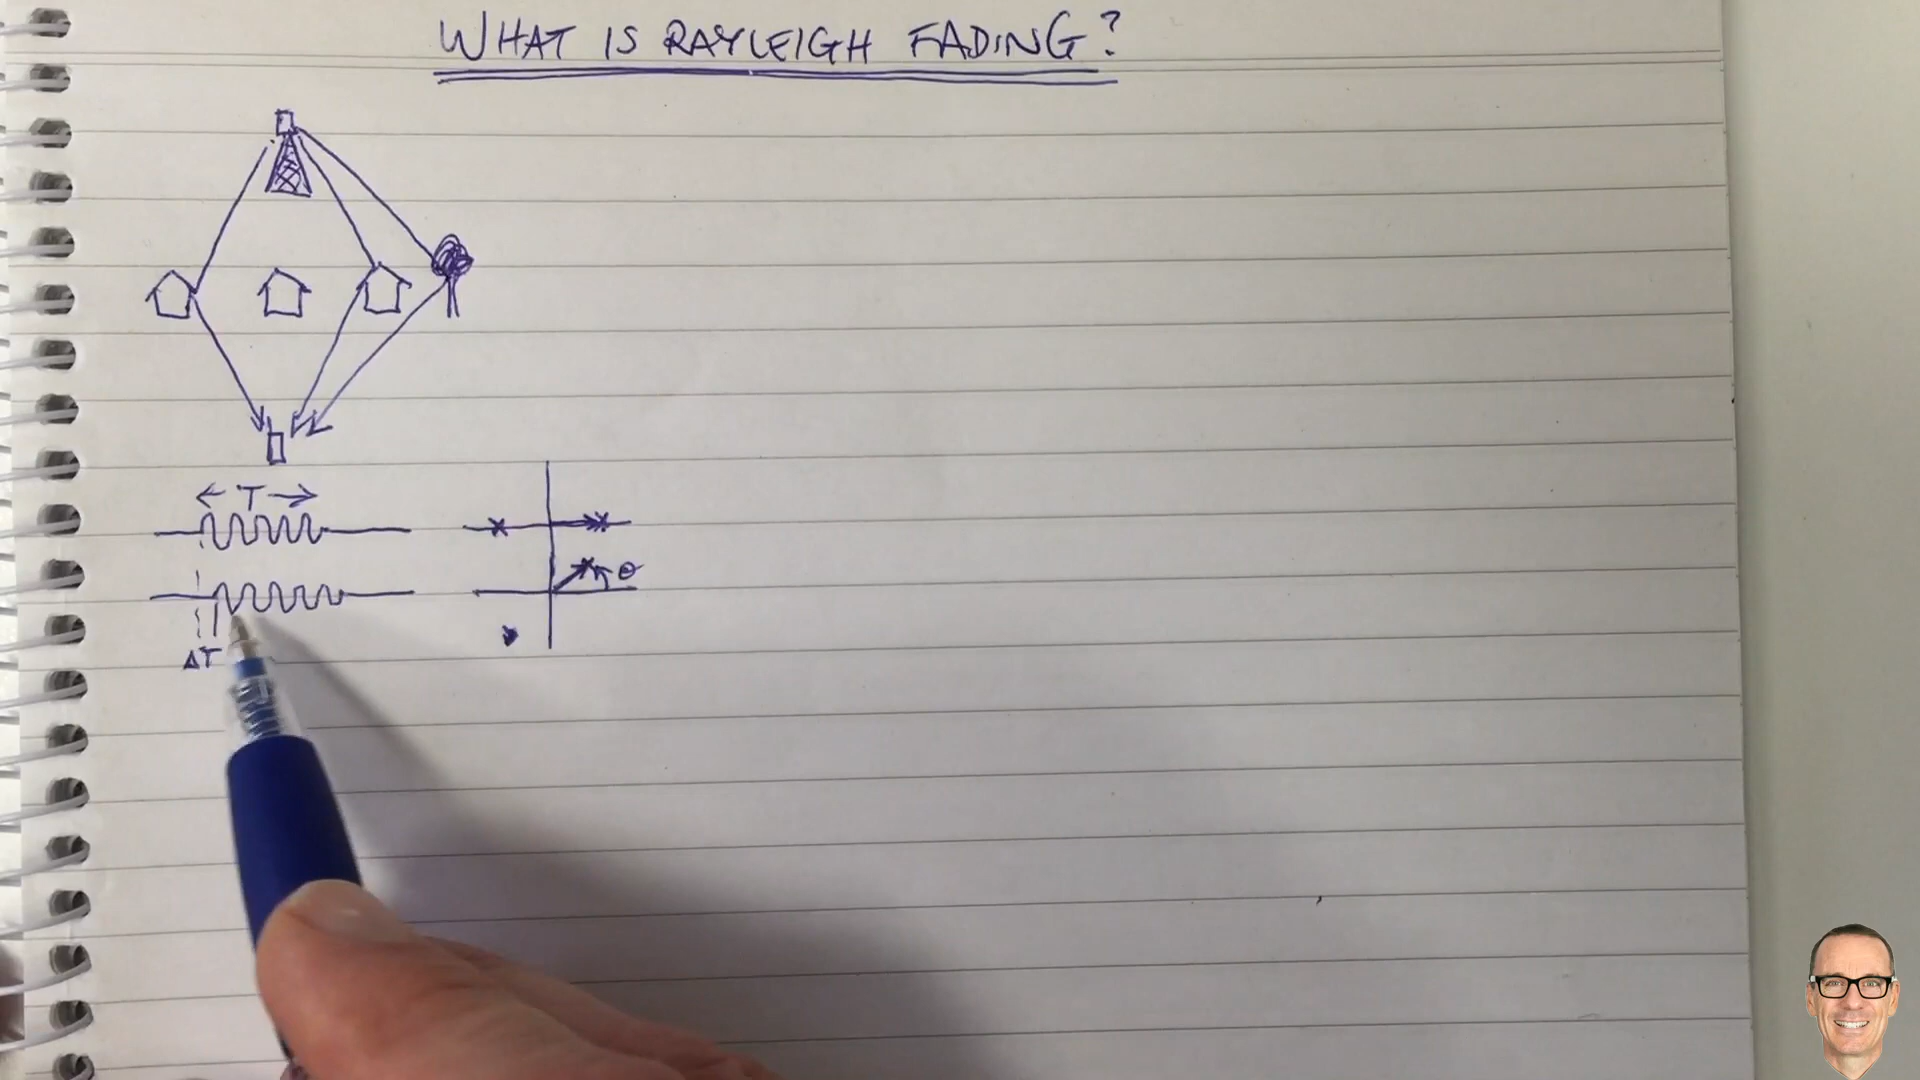 WHAT IS RAYLEIGH FADING?
T
θ
ΔT